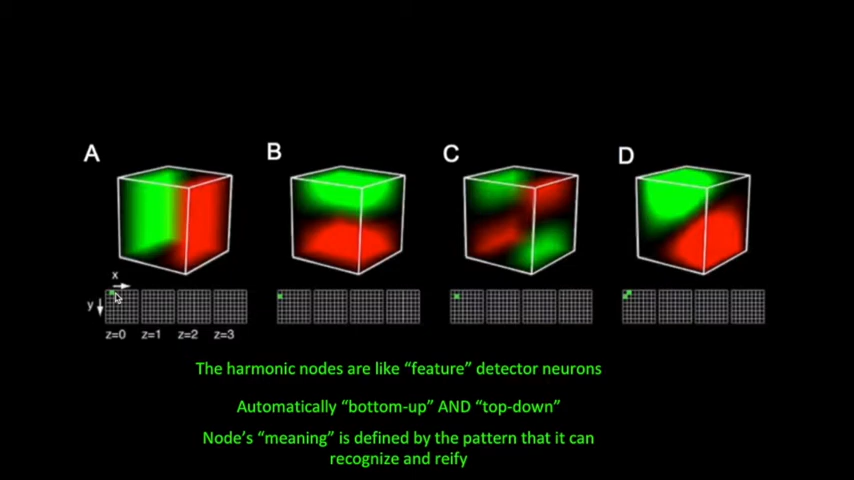 A
B
C
D
x
y
z=0 z=1 z=2 z=3
The harmonic nodes are like “feature” detector neurons
Automatically “bottom-up” AND “top-down”
Node’s “meaning” is defined by the pattern that it can
recognize and reify